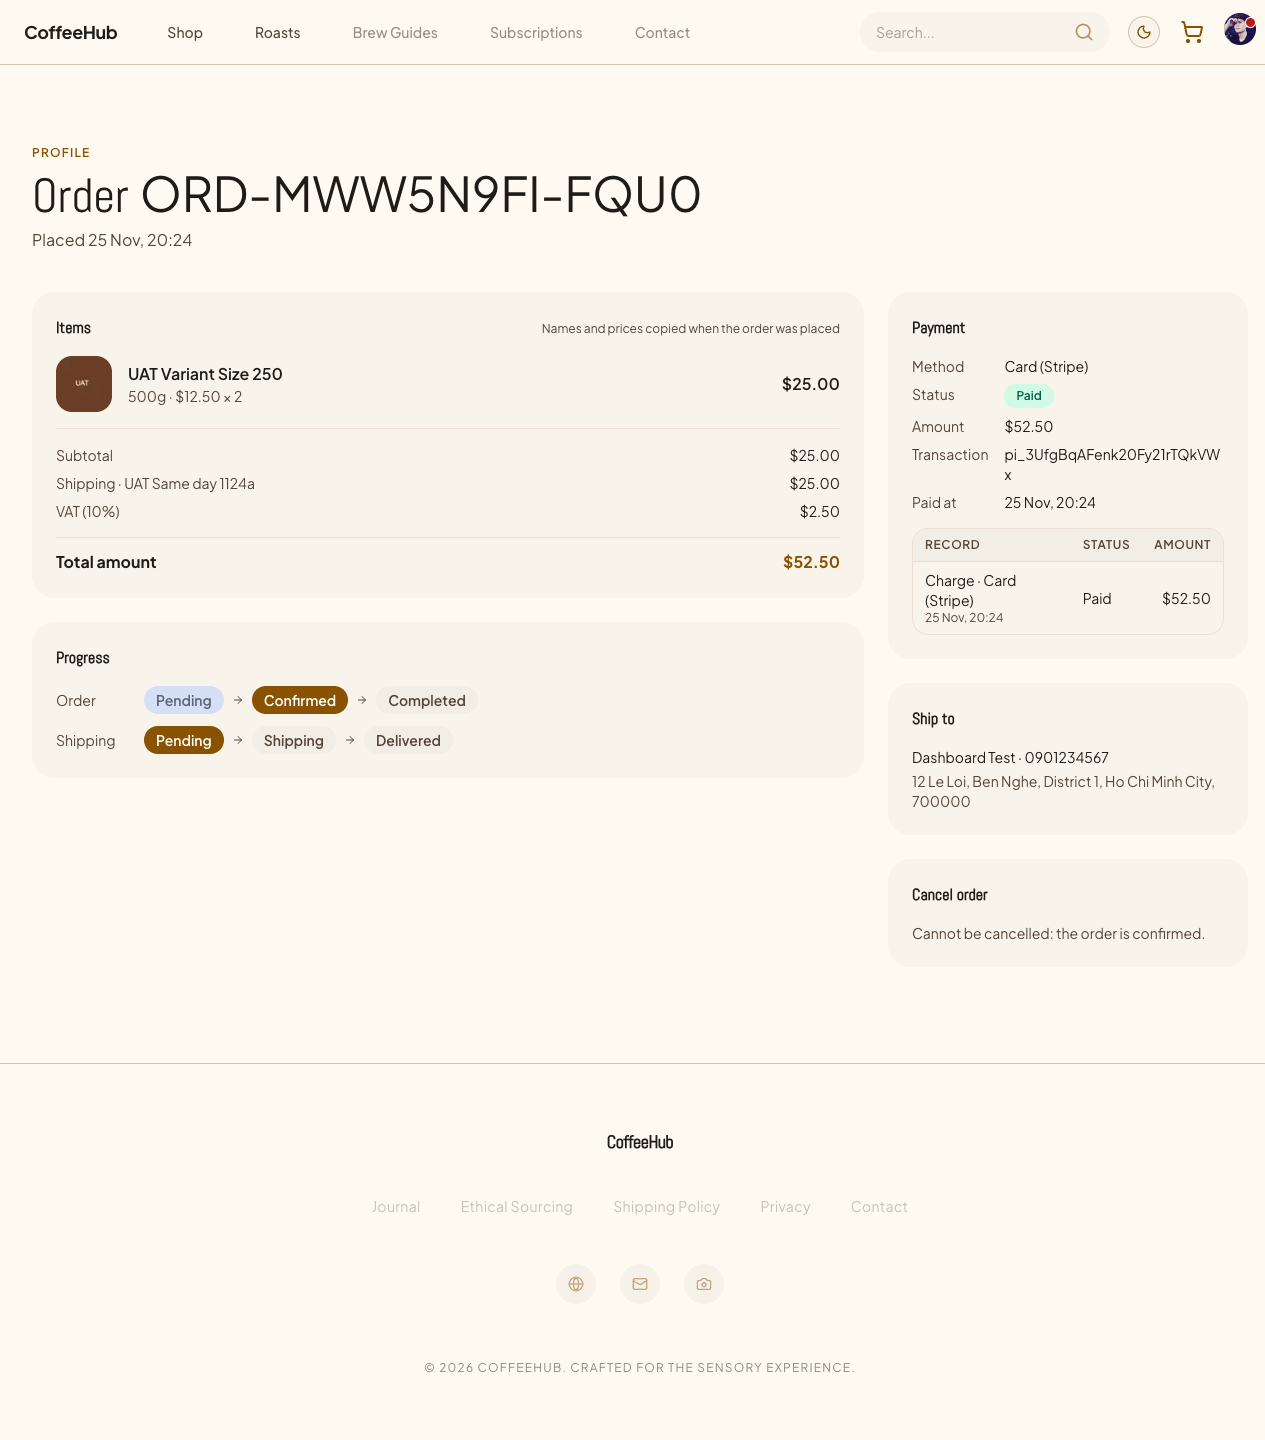 CoffeeHub
Shop
Roasts
Brew Guides
Subscriptions
Contact
Search...
PROFILE
Order ORD-MWW5N9FI-FQU0
Placed 25 Nov, 20:24
Items
Names and prices copied when the order was placed
UAT
UAT Variant Size 250
500g · $12.50 × 2
$25.00
Subtotal
$25.00
Shipping · UAT Same day 1124a
$25.00
VAT (10%)
$2.50
Total amount
$52.50
Progress
Order
Pending → Confirmed → Completed
Shipping
Pending → Shipping → Delivered
Payment
Method
Card (Stripe)
Status
Paid
Amount
$52.50
Transaction
pi_3UfgBqAFenk20Fy21rTQkVW
x
Paid at
25 Nov, 20:24
RECORD
STATUS
AMOUNT
Charge · Card
(Stripe)
25 Nov, 20:24
Paid
$52.50
Ship to
Dashboard Test · 0901234567
12 Le Loi, Ben Nghe, District 1, Ho Chi Minh City,
700000
Cancel order
Cannot be cancelled: the order is confirmed.
CoffeeHub
Journal
Ethical Sourcing
Shipping Policy
Privacy
Contact
© 2026 COFFEEHUB. CRAFTED FOR THE SENSORY EXPERIENCE.